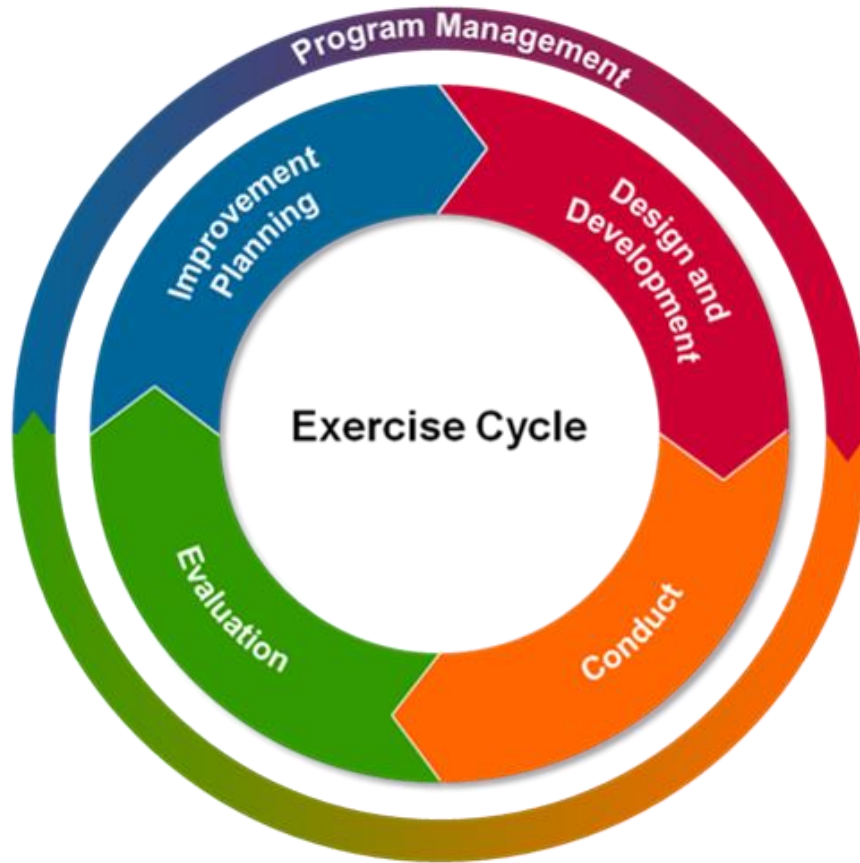 Program Management
Improvement
Planning
Design and
Development
Exercise Cycle
Evaluation
Conduct